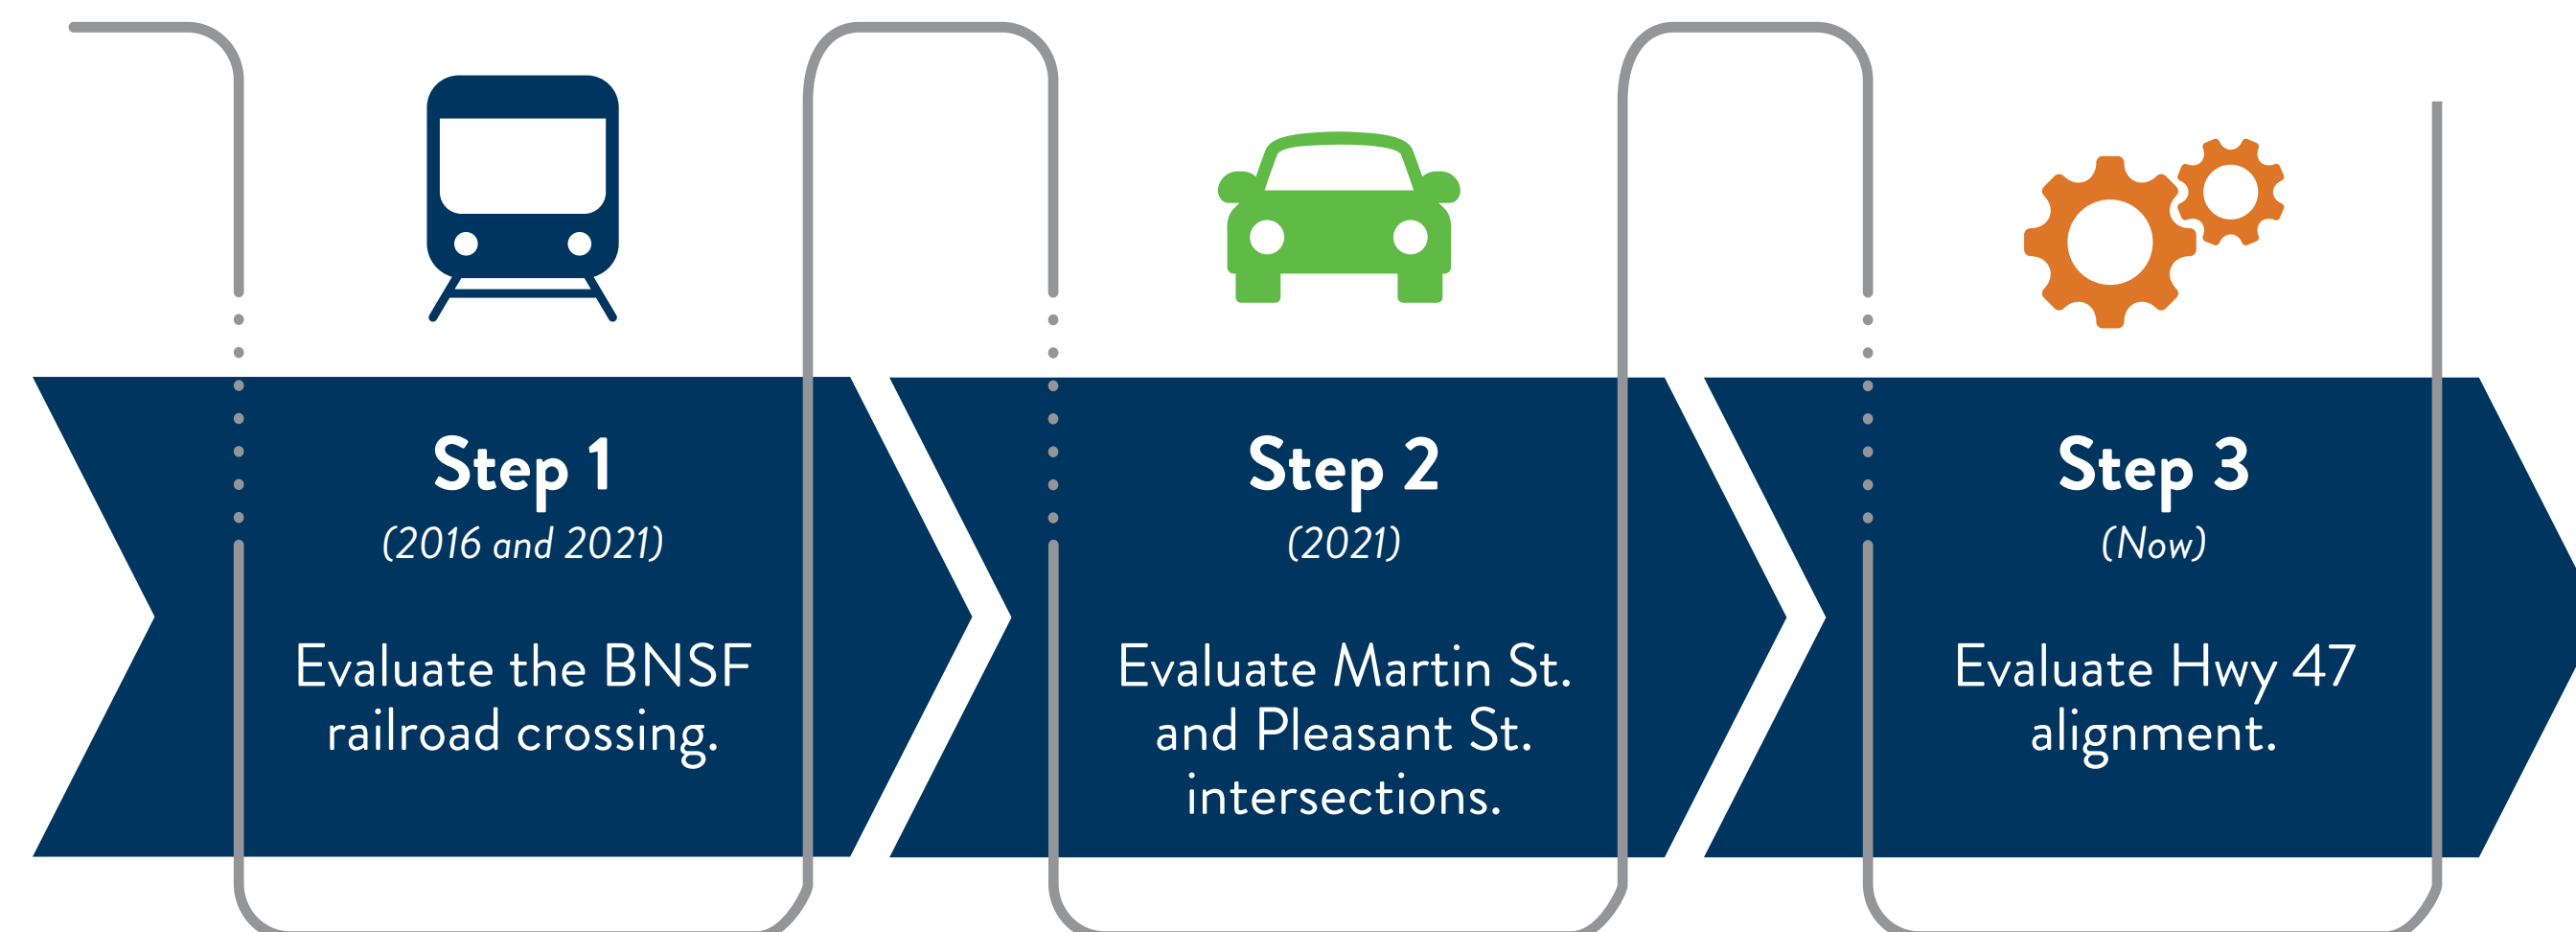 Step 1
(2016 and 2021)
Evaluate the BNSF
railroad crossing.
Step 2
(2021)
Evaluate Martin St.
and Pleasant St.
intersections.
Step 3
(Now)
Evaluate Hwy 47
alignment.